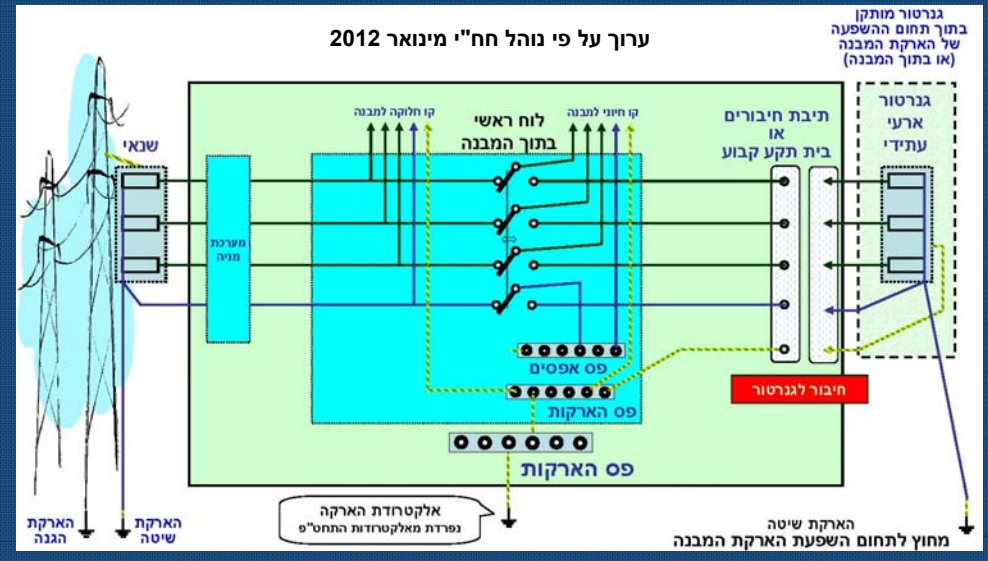 ערוך על פי נוהל חח"י מינואר 2012
גנרטור מותקן
בתוך תחום ההשפעה
של הארקת המבנה
(או בתוך המבנה)
גנרטור
ארעי
עתידי
תיבת חיבורים
או
בית תקע קבוע
קו חיוני למבנה
לוח ראשי
בתוך המבנה
קו חלוקה למבנה
שנאי
מערכת
מניה
פס אפסים
פס הארקות
פס הארקות
חיבור לגנרטור
אלקטרודת הארקה
נפרדת מאלקטרודות התחט"פ
הארקת
שיטה
הארקת
הגנה
הארקת שיטה
מחוץ לתחום השפעת הארקת המבנה